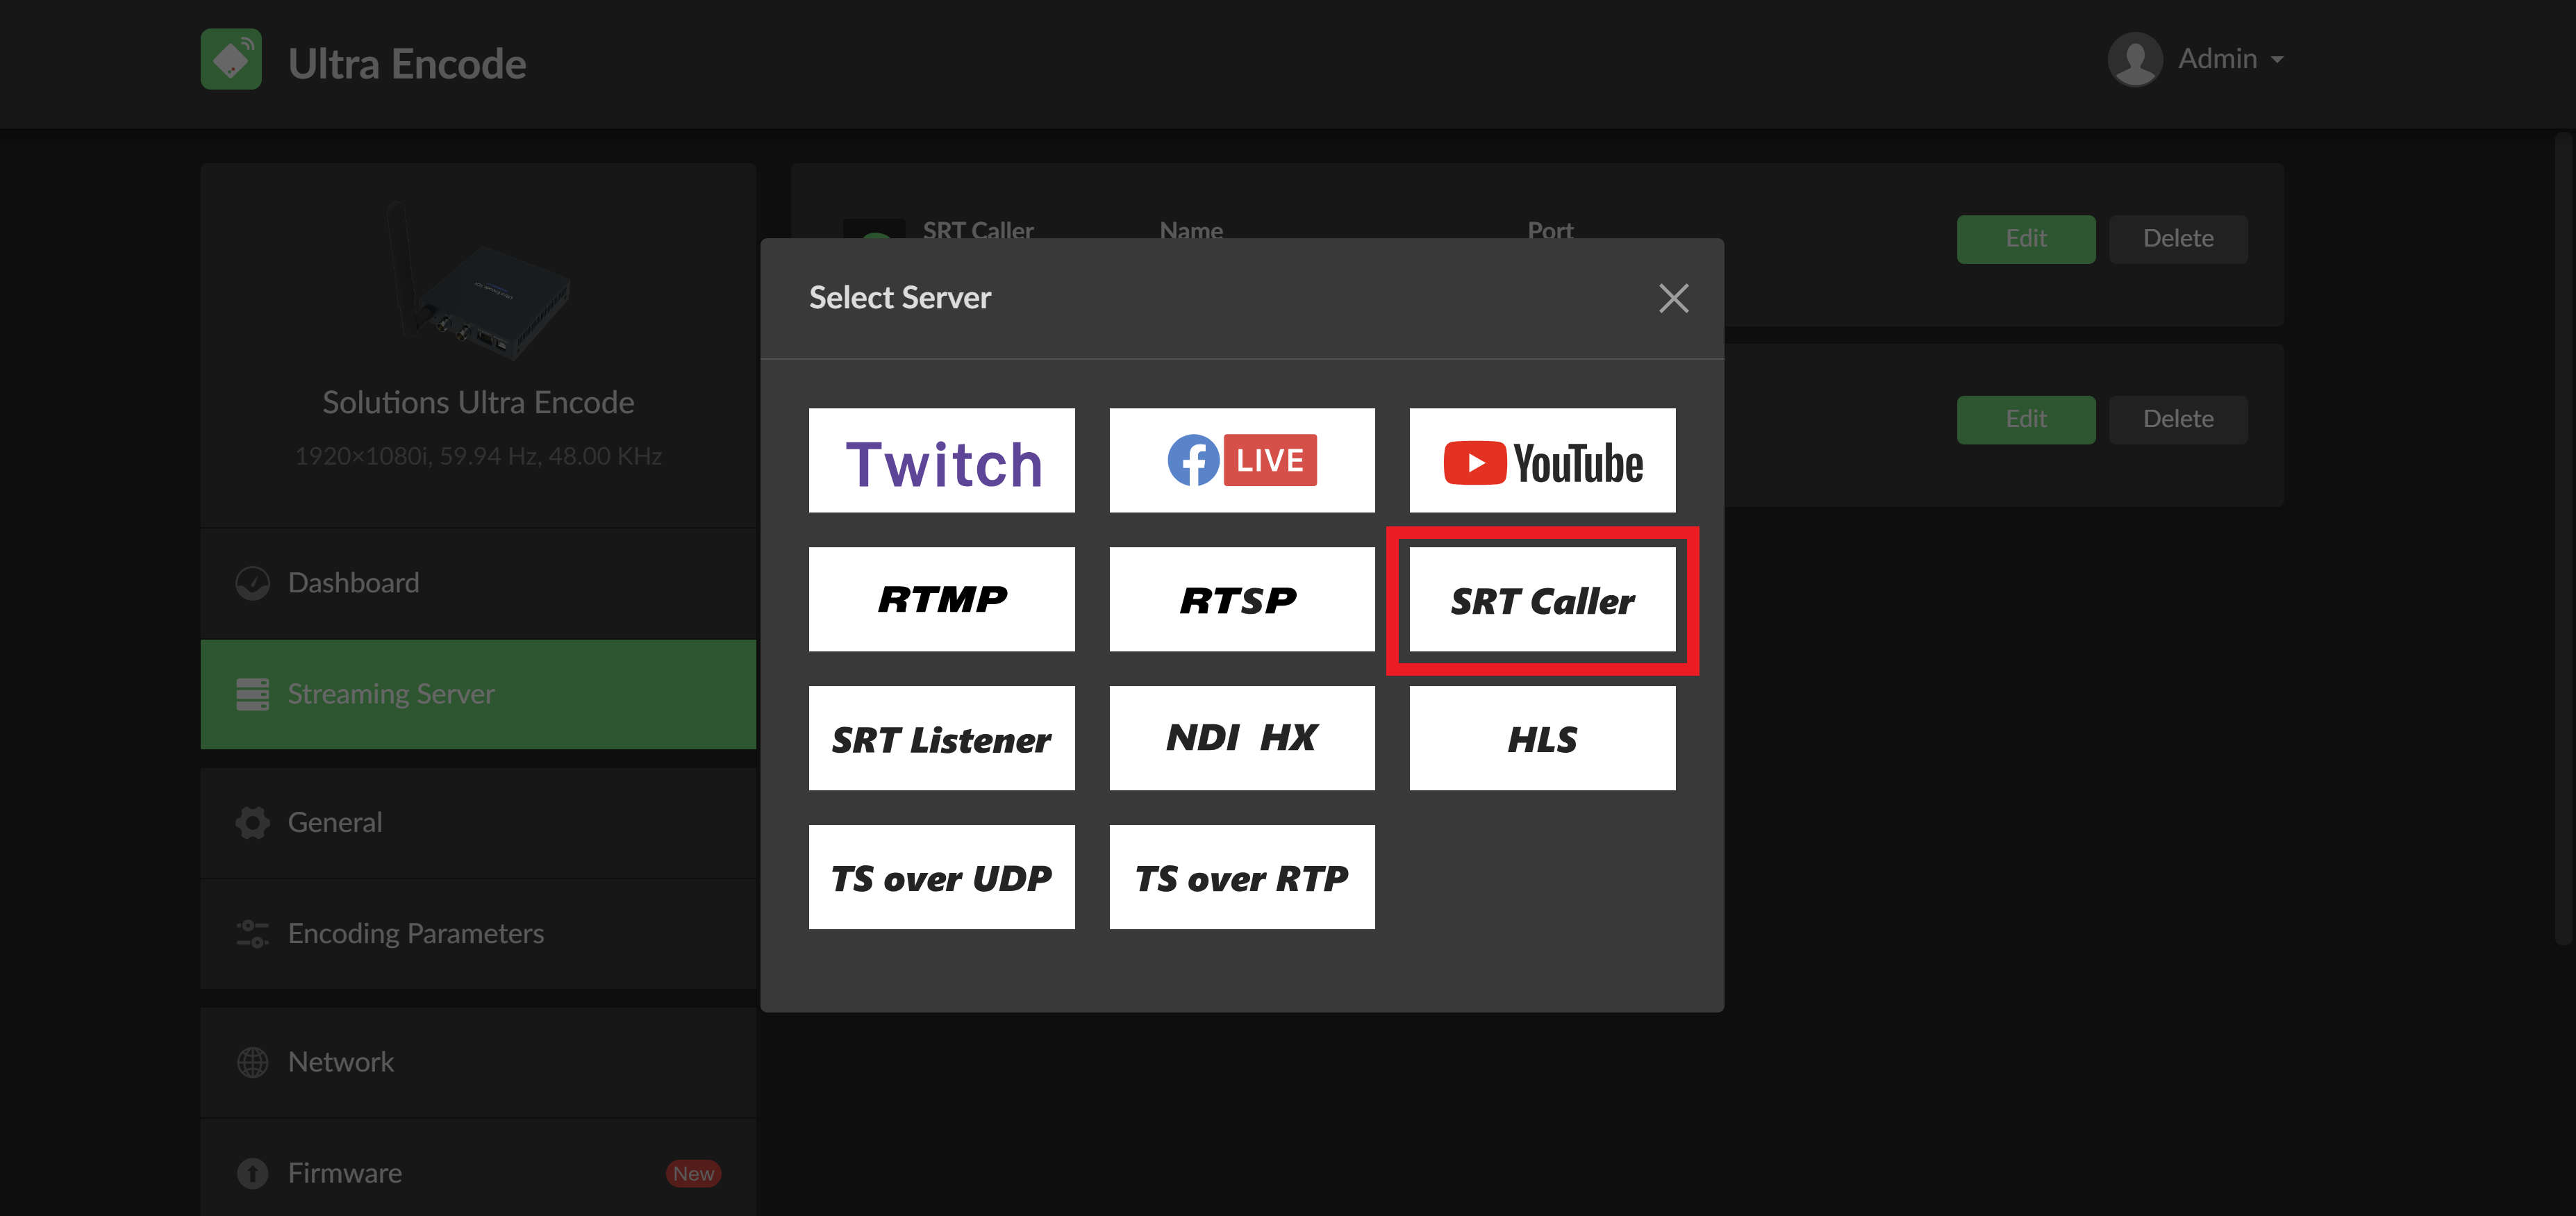 Ultra Encode
Admin
SRT Caller Name Port
Edit Delete
Select Server
Solutions Ultra Encode
1920×1080i, 59.94 Hz, 48.00 KHz
Edit Delete
Twitch
LIVE
YouTube
RTMP
RTSP
SRT Caller
SRT Listener
NDI HX
HLS
TS over UDP
TS over RTP
Dashboard
Streaming Server
General
Encoding Parameters
Network
Firmware New